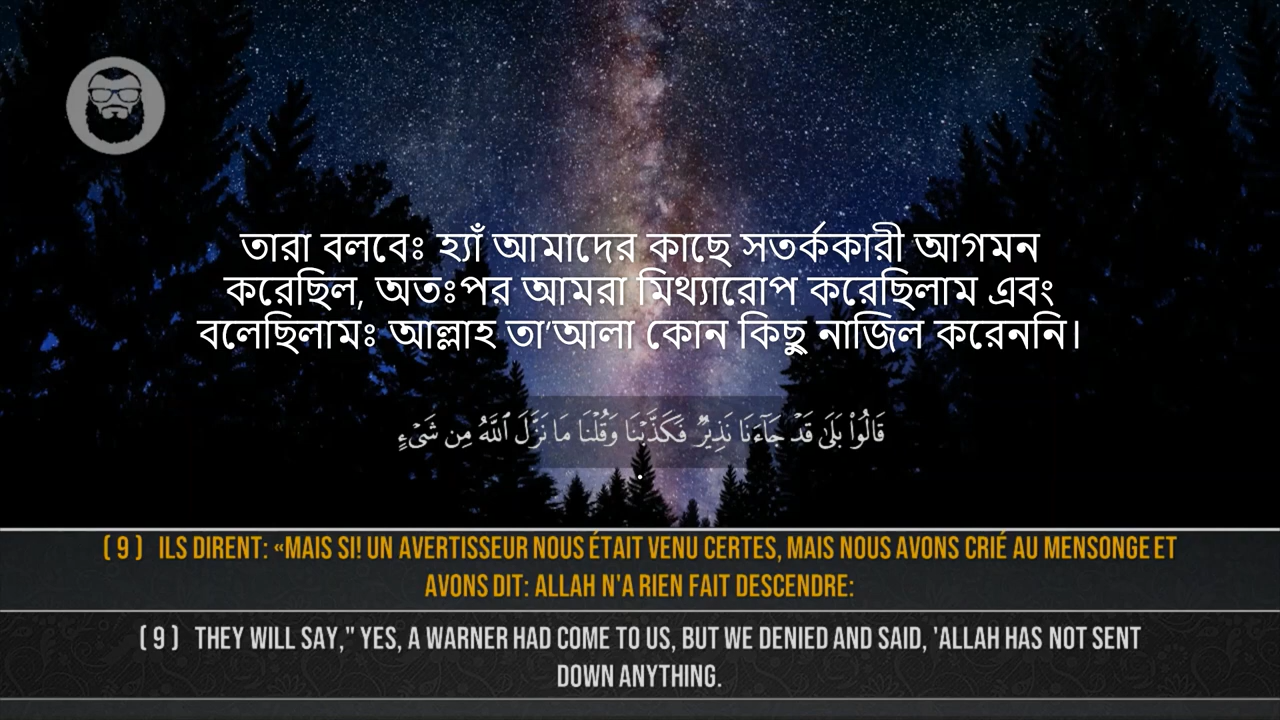 তারা বলবেঃ হ্যাঁ আমাদের কাছে সতর্ককারী আগমন
করেছিল, অতঃপর আমরা মিথ্যারোপ করেছিলাম এবং
বলেছিলামঃ আল্লাহ তা’আলা কোন কিছু নাজিল করেননি।
قَالُوا۟ بَلَىٰ قَدْ جَآءَنَا نَذِيرٌ فَكَذَّبْنَا وَقُلْنَا مَا نَزَّلَ ٱللَّهُ مِن شَىْءٍ
.
( 9 ) ILS DIRENT: «MAIS SI! UN AVERTISSEUR NOUS ÉTAIT VENU CERTES, MAIS NOUS AVONS CRIÉ AU MENSONGE ET
AVONS DIT: ALLAH N'A RIEN FAIT DESCENDRE:
( 9 ) THEY WILL SAY," YES, A WARNER HAD COME TO US, BUT WE DENIED AND SAID, 'ALLAH HAS NOT SENT
DOWN ANYTHING.